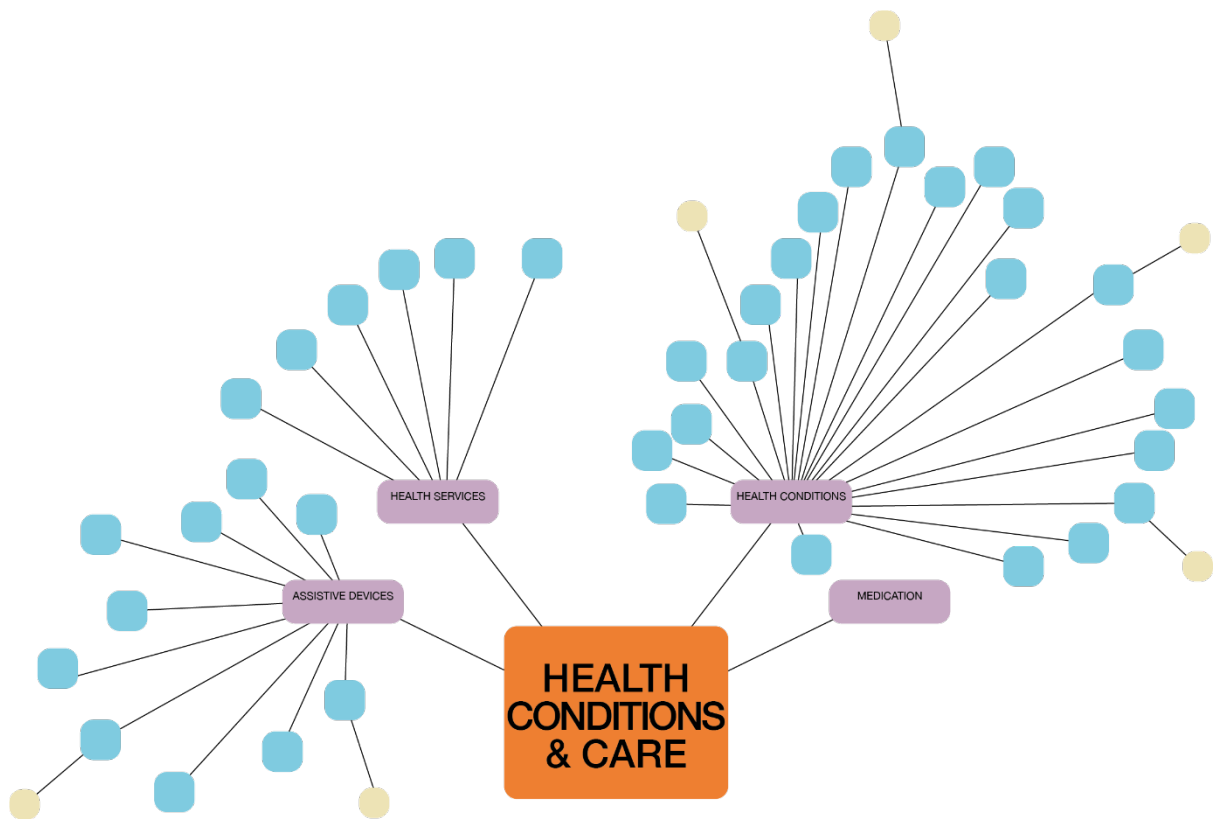 HEALTH SERVICES
HEALTH CONDITIONS
ASSISTIVE DEVICES
MEDICATION
HEALTH
CONDITIONS
& CARE